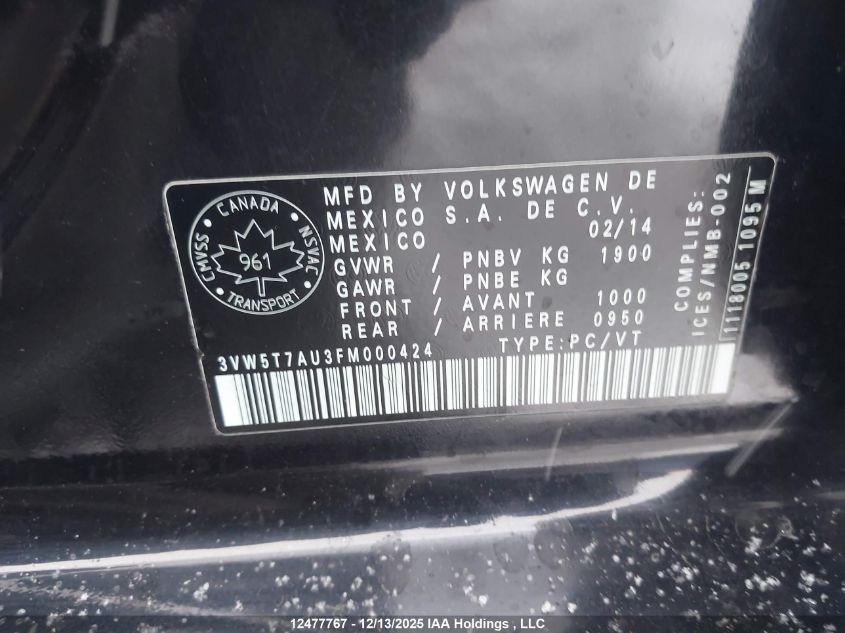 CANADA
CMVSS
961
NSVAC
TRANSPORT
MFD BY VOLKSWAGEN DE
MEXICO S.A. DE C.V.
MEXICO 02/14
GVWR / PNBV KG 1900
GAWR / PNBE KG
FRONT / AVANT 1000
REAR / ARRIERE 0950
TYPE:PC/VT
3VW5T7AU3FM000424
COMPLIES:
ICES/NMB-002
1118005 1095 M
12477767 - 12/13/2025 IAA Holdings , LLC